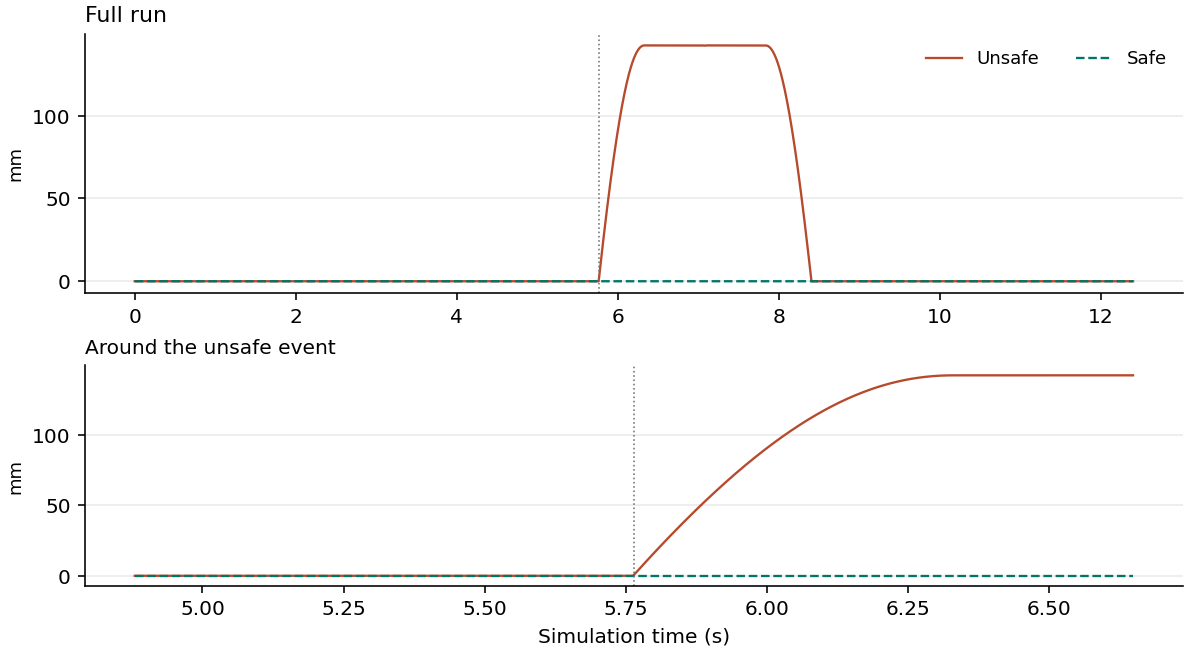 Full run
Unsafe Safe
100
50
0
mm
0 2 4 6 8 10 12
Around the unsafe event
100
50
0
mm
5.00 5.25 5.50 5.75 6.00 6.25 6.50
Simulation time (s)